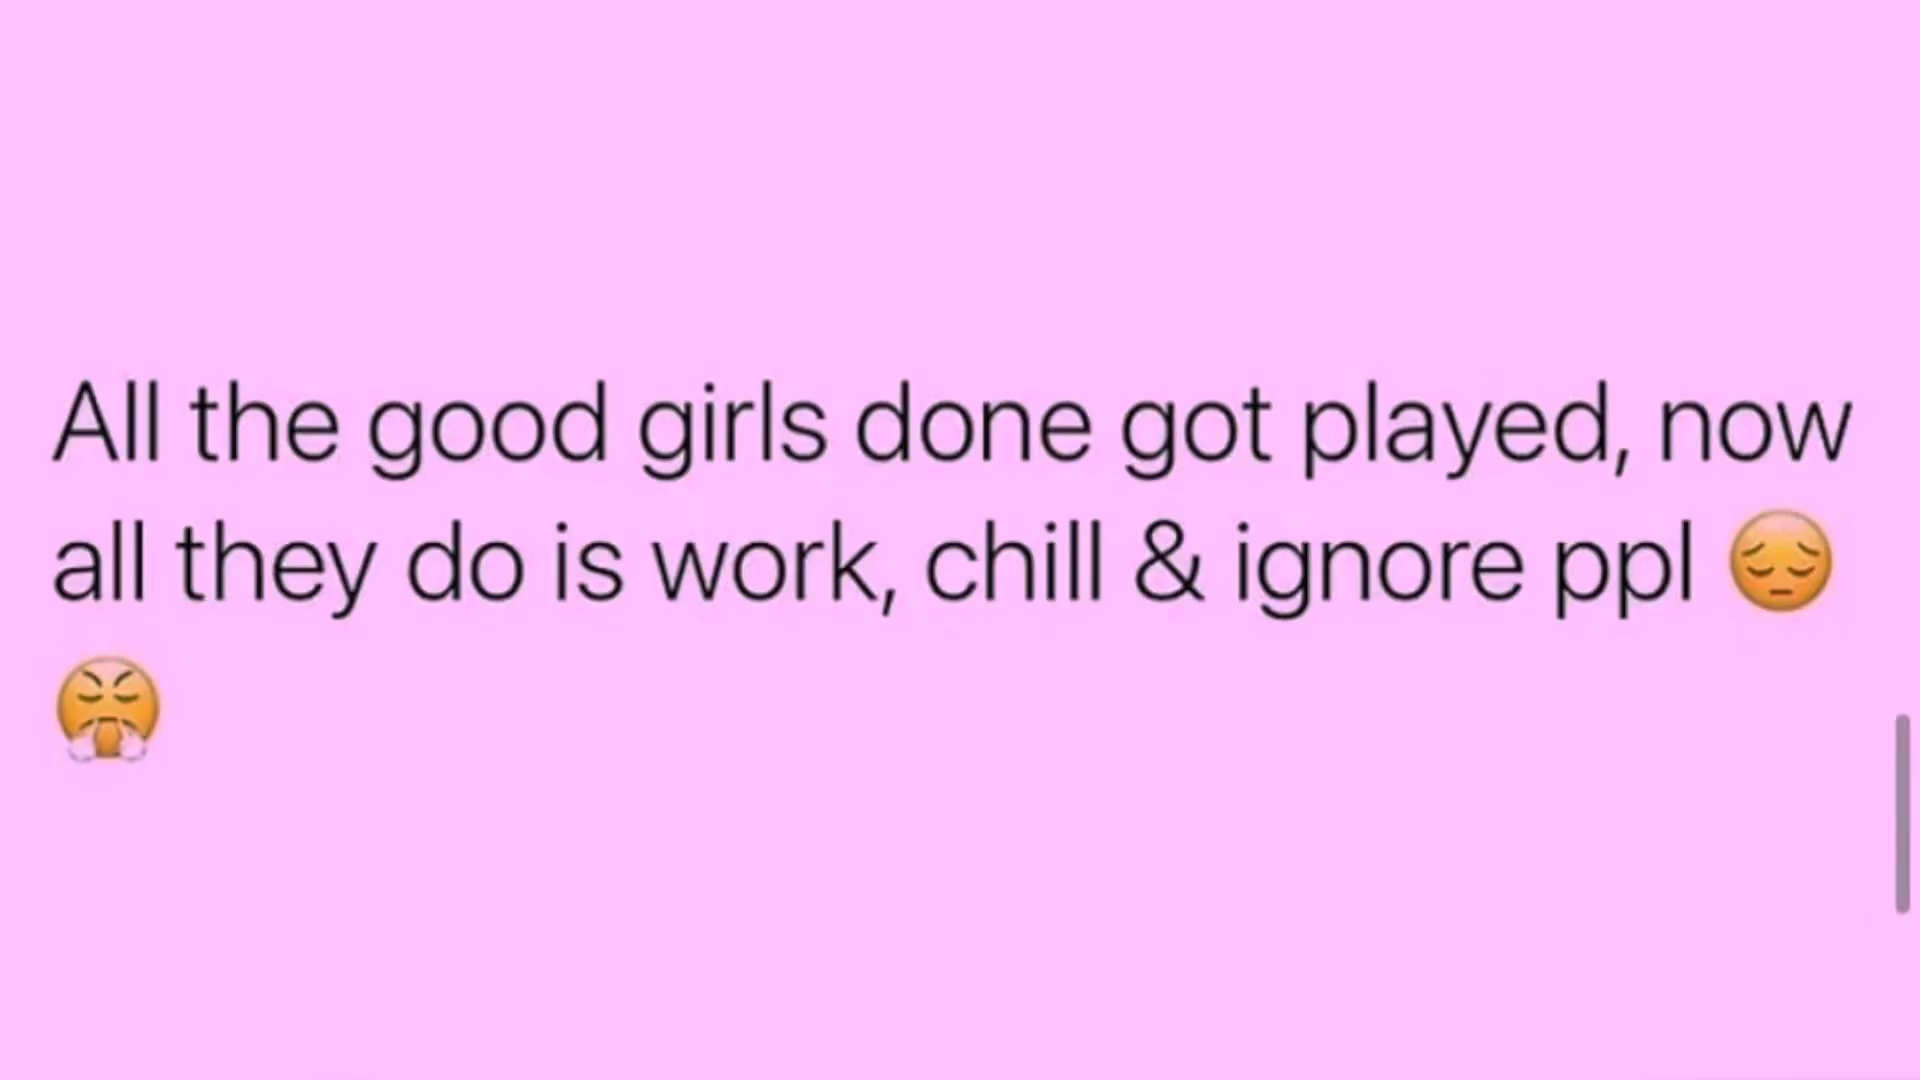 All the good girls done got played, now
all they do is work, chill & ignore ppl 😔
😤